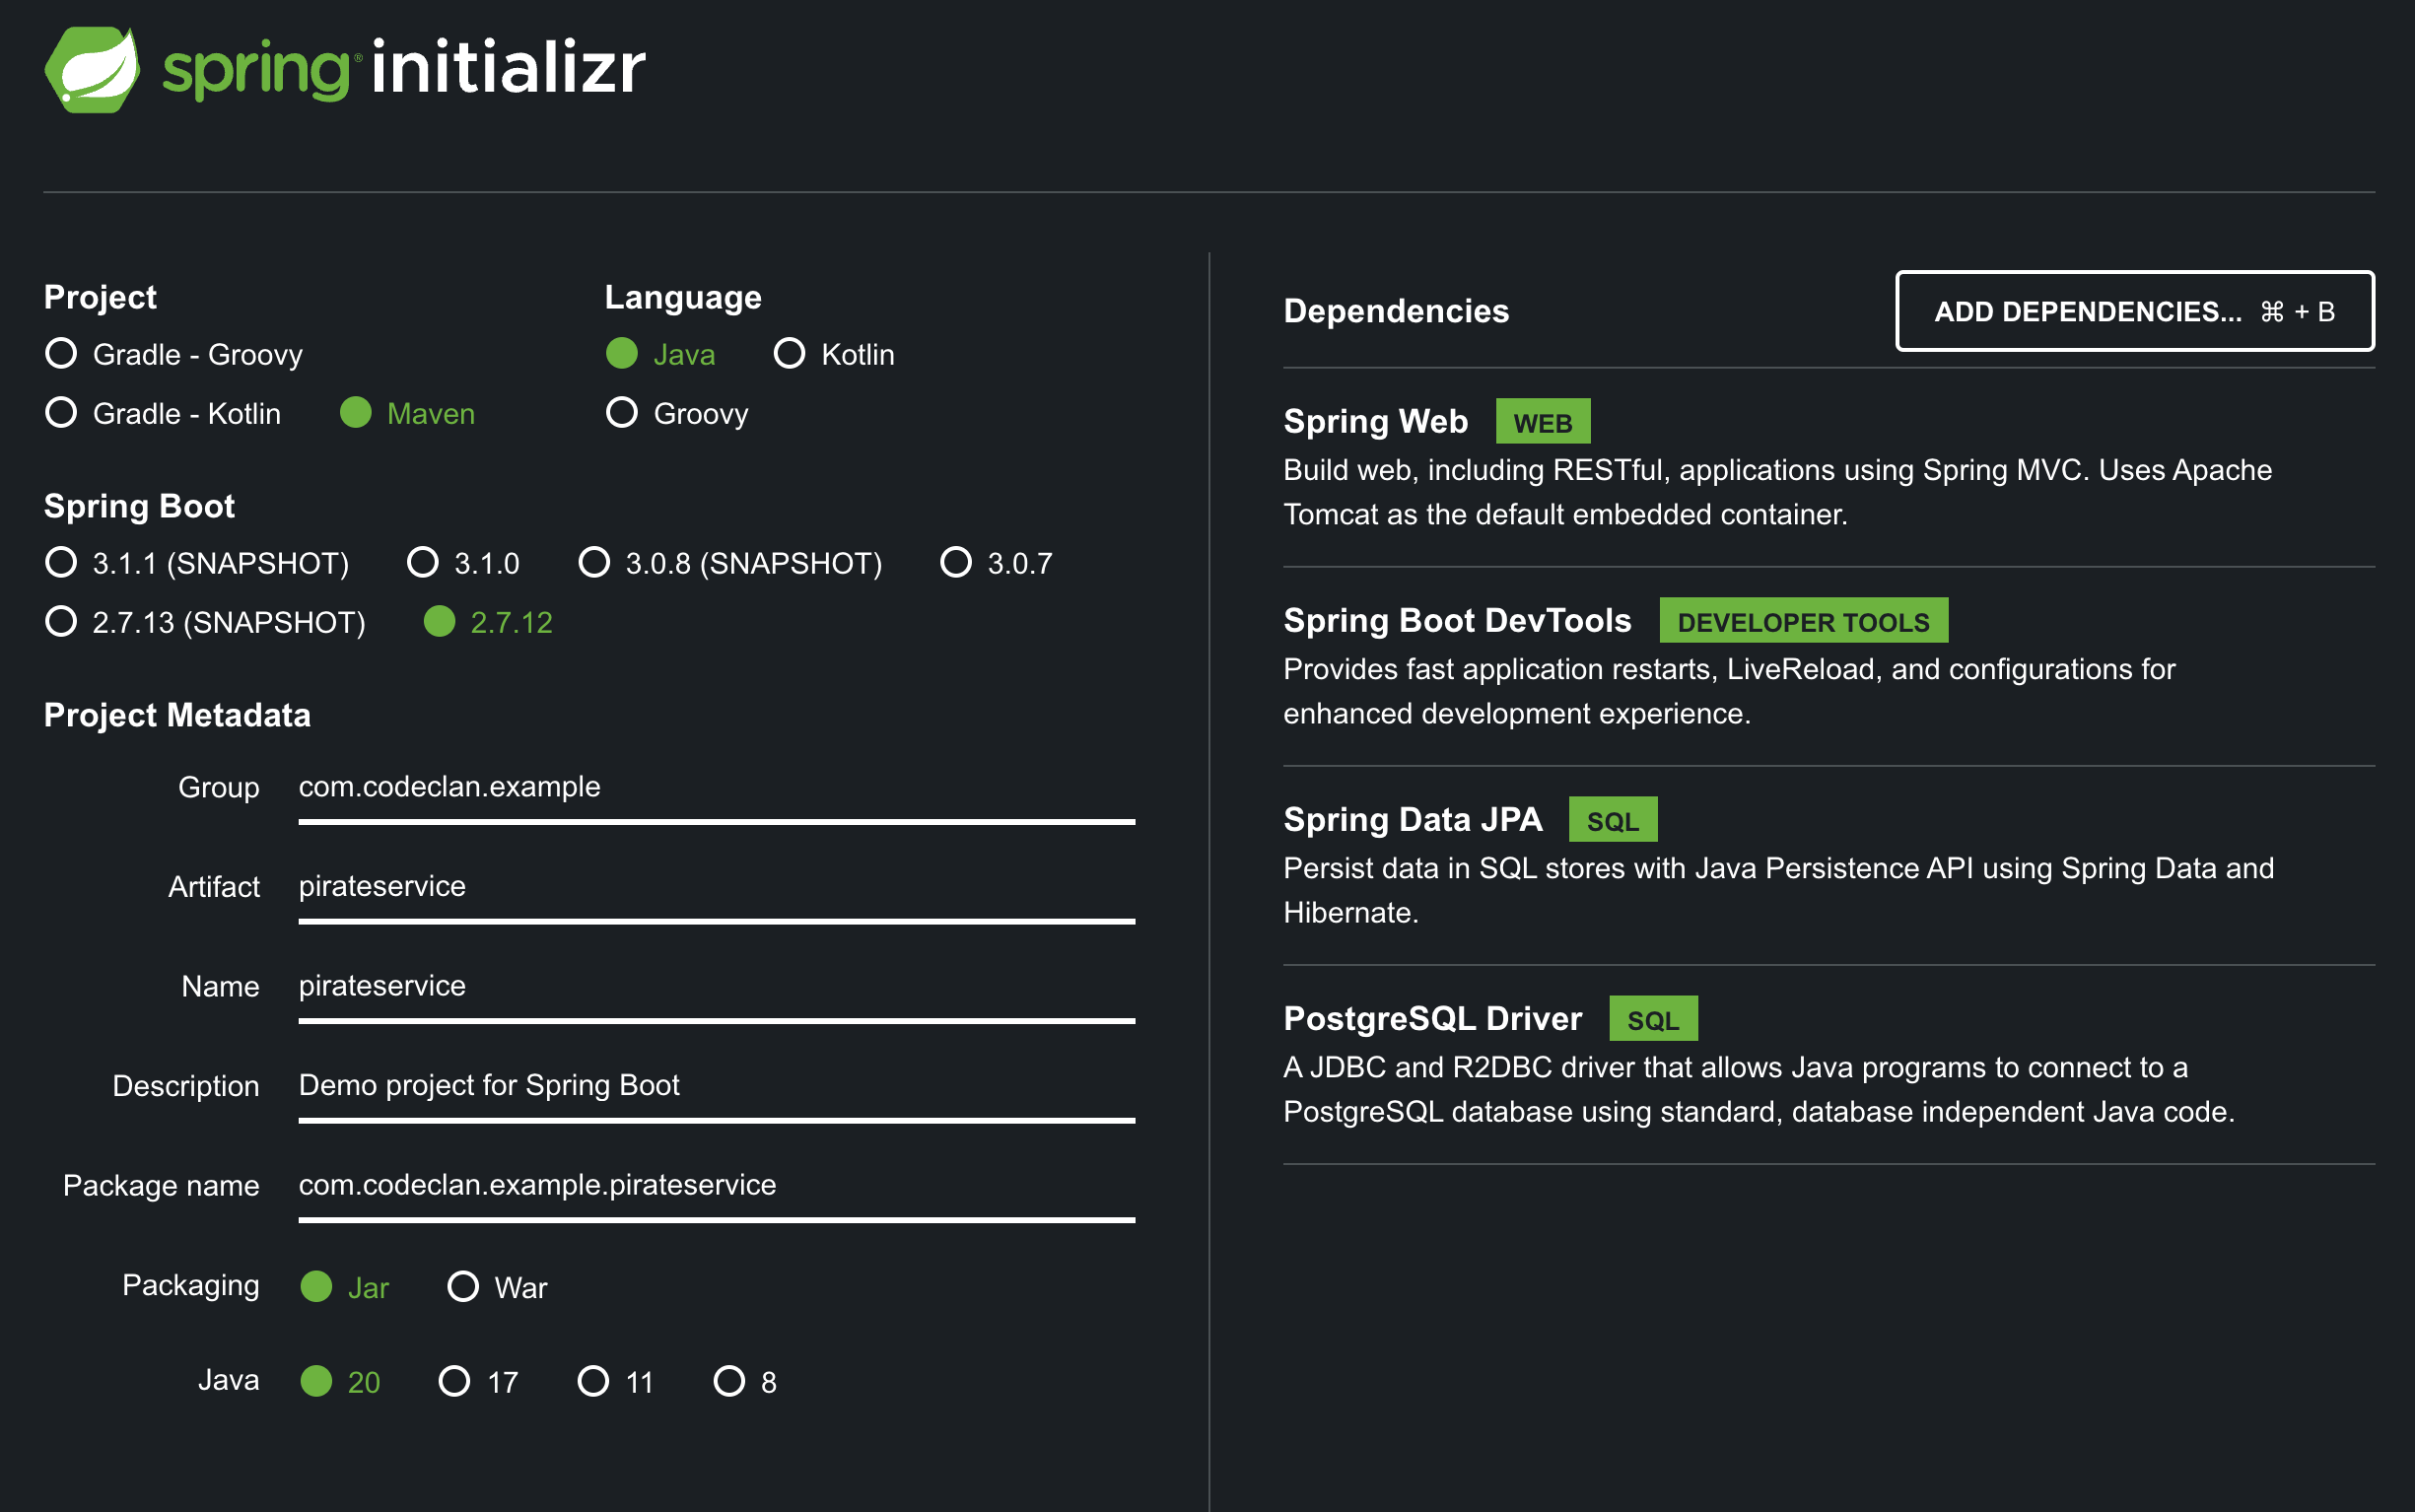 spring® initializr
Project
Gradle - Groovy
Gradle - Kotlin Maven
Language
Java Kotlin
Groovy
Spring Boot
3.1.1 (SNAPSHOT) 3.1.0 3.0.8 (SNAPSHOT) 3.0.7
2.7.13 (SNAPSHOT) 2.7.12
Project Metadata
Group com.codeclan.example
Artifact pirateservice
Name pirateservice
Description Demo project for Spring Boot
Package name com.codeclan.example.pirateservice
Packaging Jar War
Java 20 17 11 8
Dependencies ADD DEPENDENCIES... ⌘ + B
Spring Web WEB
Build web, including RESTful, applications using Spring MVC. Uses Apache
Tomcat as the default embedded container.
Spring Boot DevTools DEVELOPER TOOLS
Provides fast application restarts, LiveReload, and configurations for
enhanced development experience.
Spring Data JPA SQL
Persist data in SQL stores with Java Persistence API using Spring Data and
Hibernate.
PostgreSQL Driver SQL
A JDBC and R2DBC driver that allows Java programs to connect to a
PostgreSQL database using standard, database independent Java code.